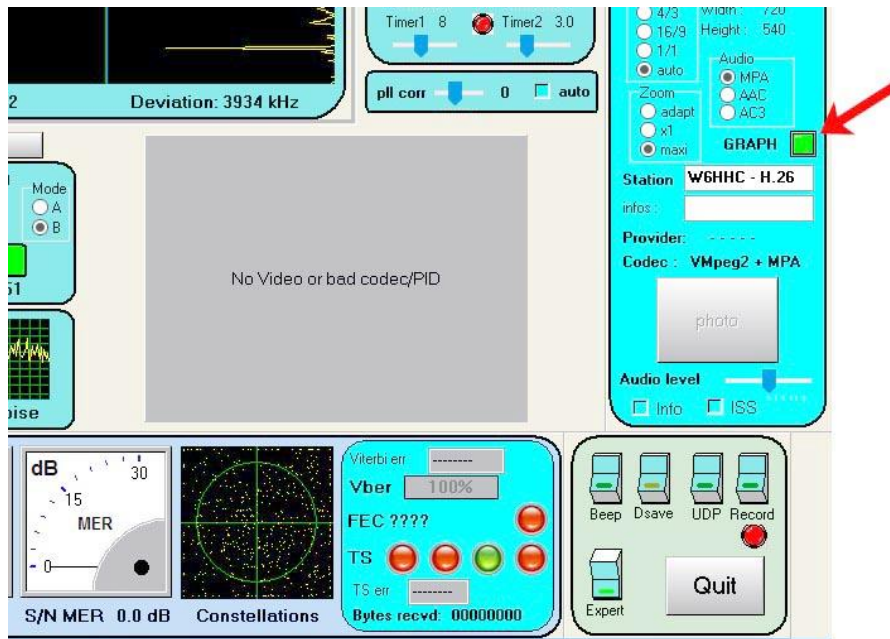 Timer1 8 Timer2 3.0
4/3
Width : 720
16/9
Height : 540
1/1
auto
Audio
MPA
AAC
AC3
Zoom
adapt
x1
maxi
GRAPH
2 Deviation: 3934 kHz
pll corr 0 auto
Mode
A
B
51
No Video or bad codec/PID
Station W6HHC - H.26
infos :
Provider: - - - - -
Codec : VMpeg2 + MPA
photo
Audio level
Info ISS
oise
dB
30
15
MER
0
S/N MER 0.0 dB
Constellations
Viterbi err --------
Vber 100%
FEC ????
TS
TS err --------
Bytes recvd: 00000000
Beep Dsave UDP Record
Expert
Quit